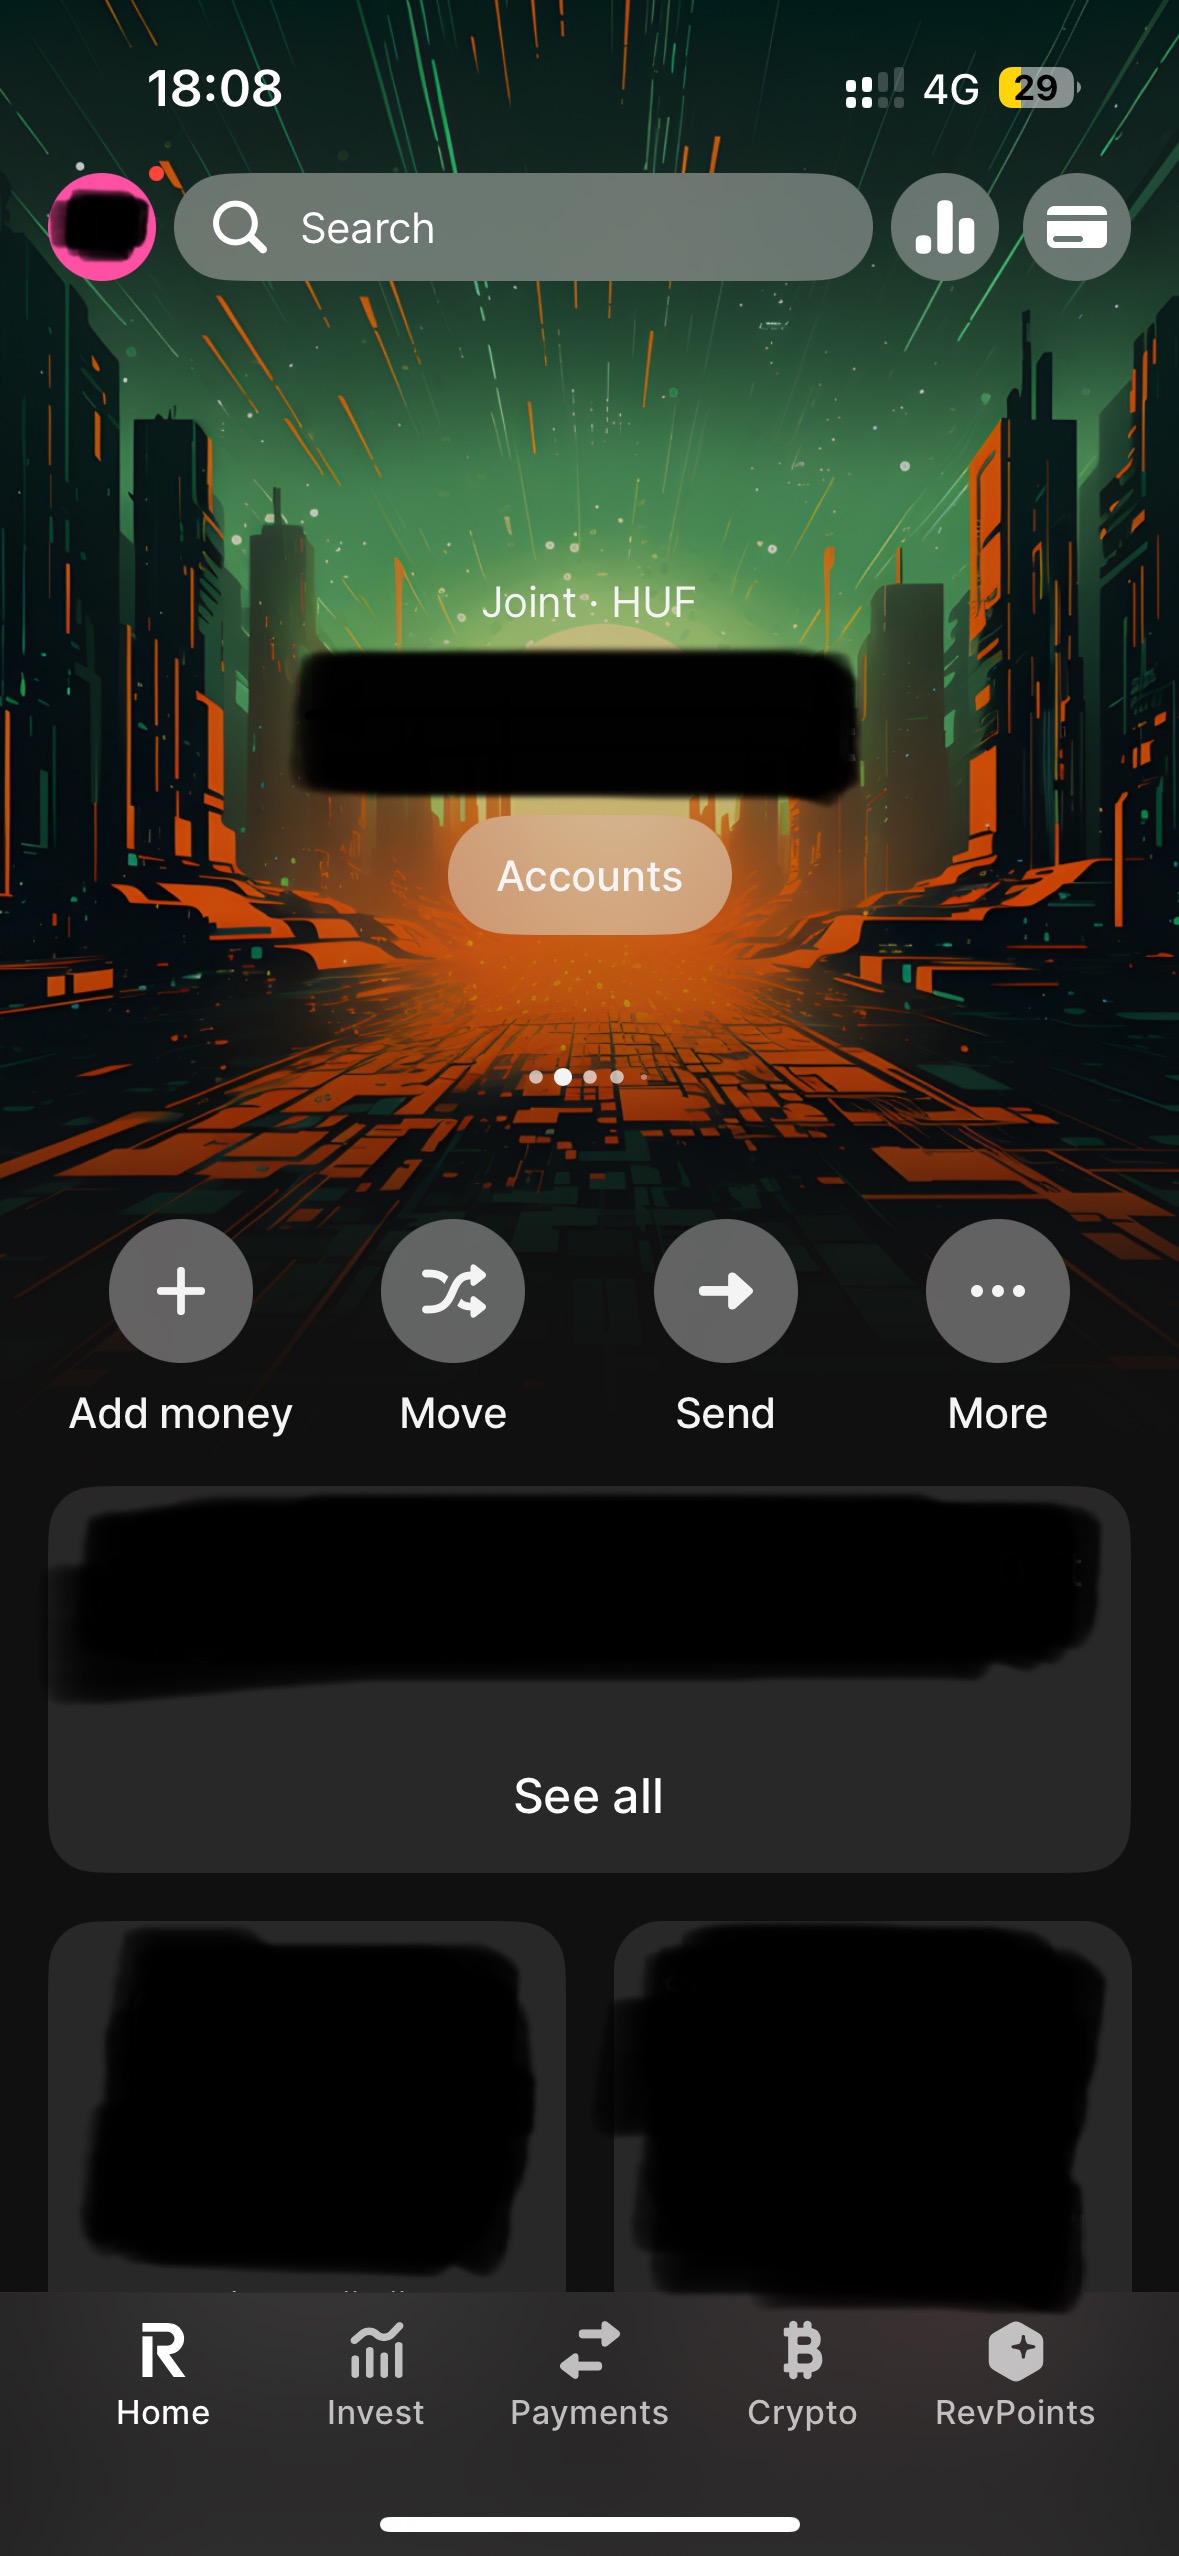 18:08 4G 29
Search
Joint · HUF
Accounts
Add money Move Send More
See all
Home Invest Payments Crypto RevPoints